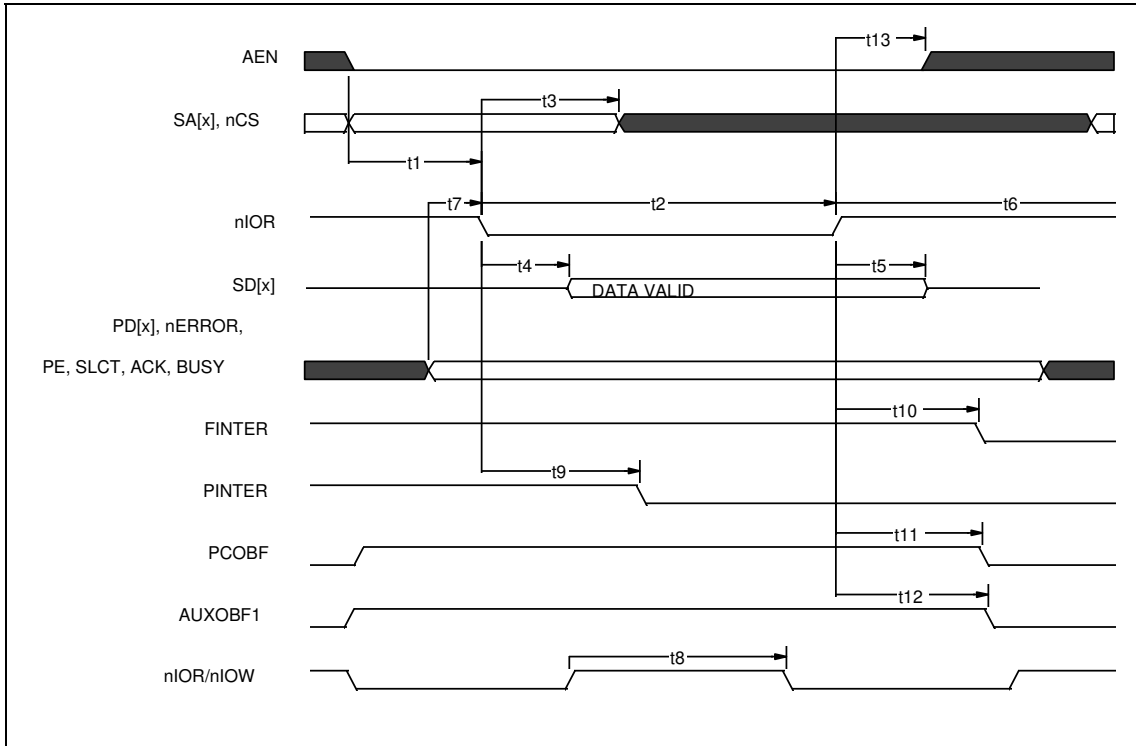 AEN
t13
SA[x], nCS
t3
t1
nIOR
t7
t2
t6
SD[x]
t4
DATA VALID
t5
PD[x], nERROR,
PE, SLCT, ACK, BUSY
FINTER
t10
PINTER
t9
PCOBF
t11
AUXOBF1
t12
nIOR/nIOW
t8